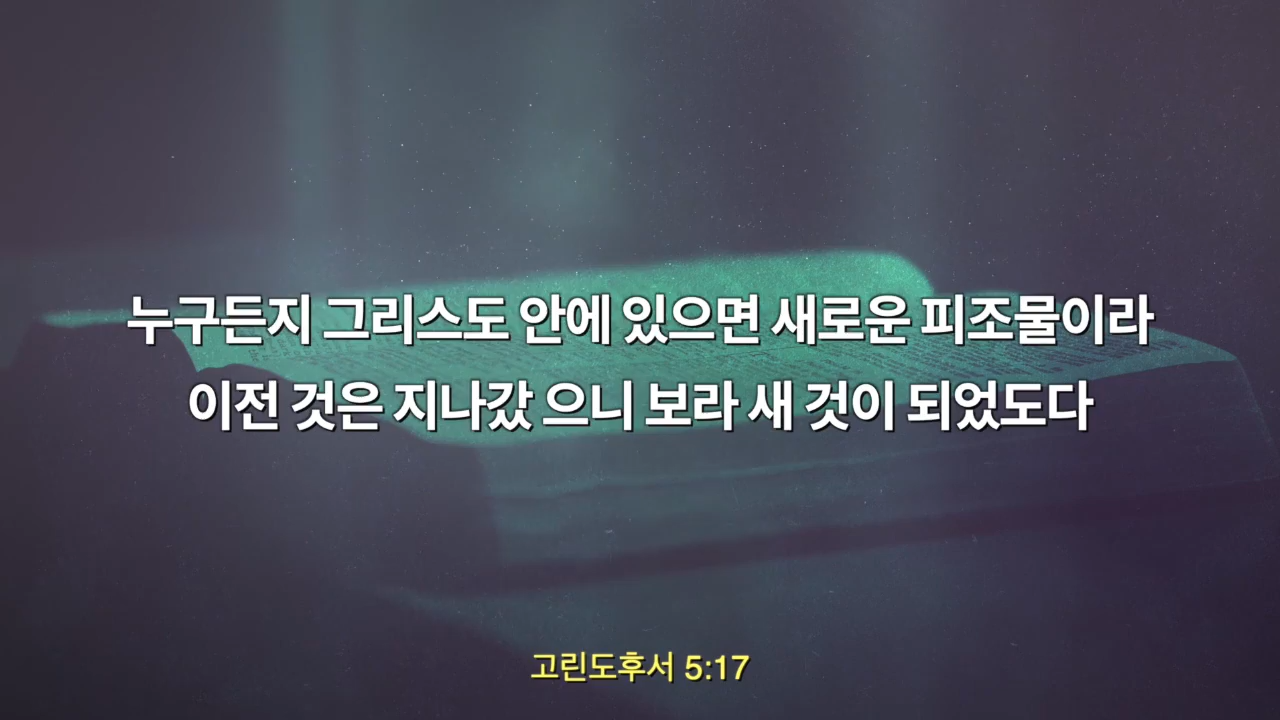 누구든지 그리스도 안에 있으면 새로운 피조물이라
이전 것은 지나갔 으니 보라 새 것이 되었도다
고린도후서 5:17